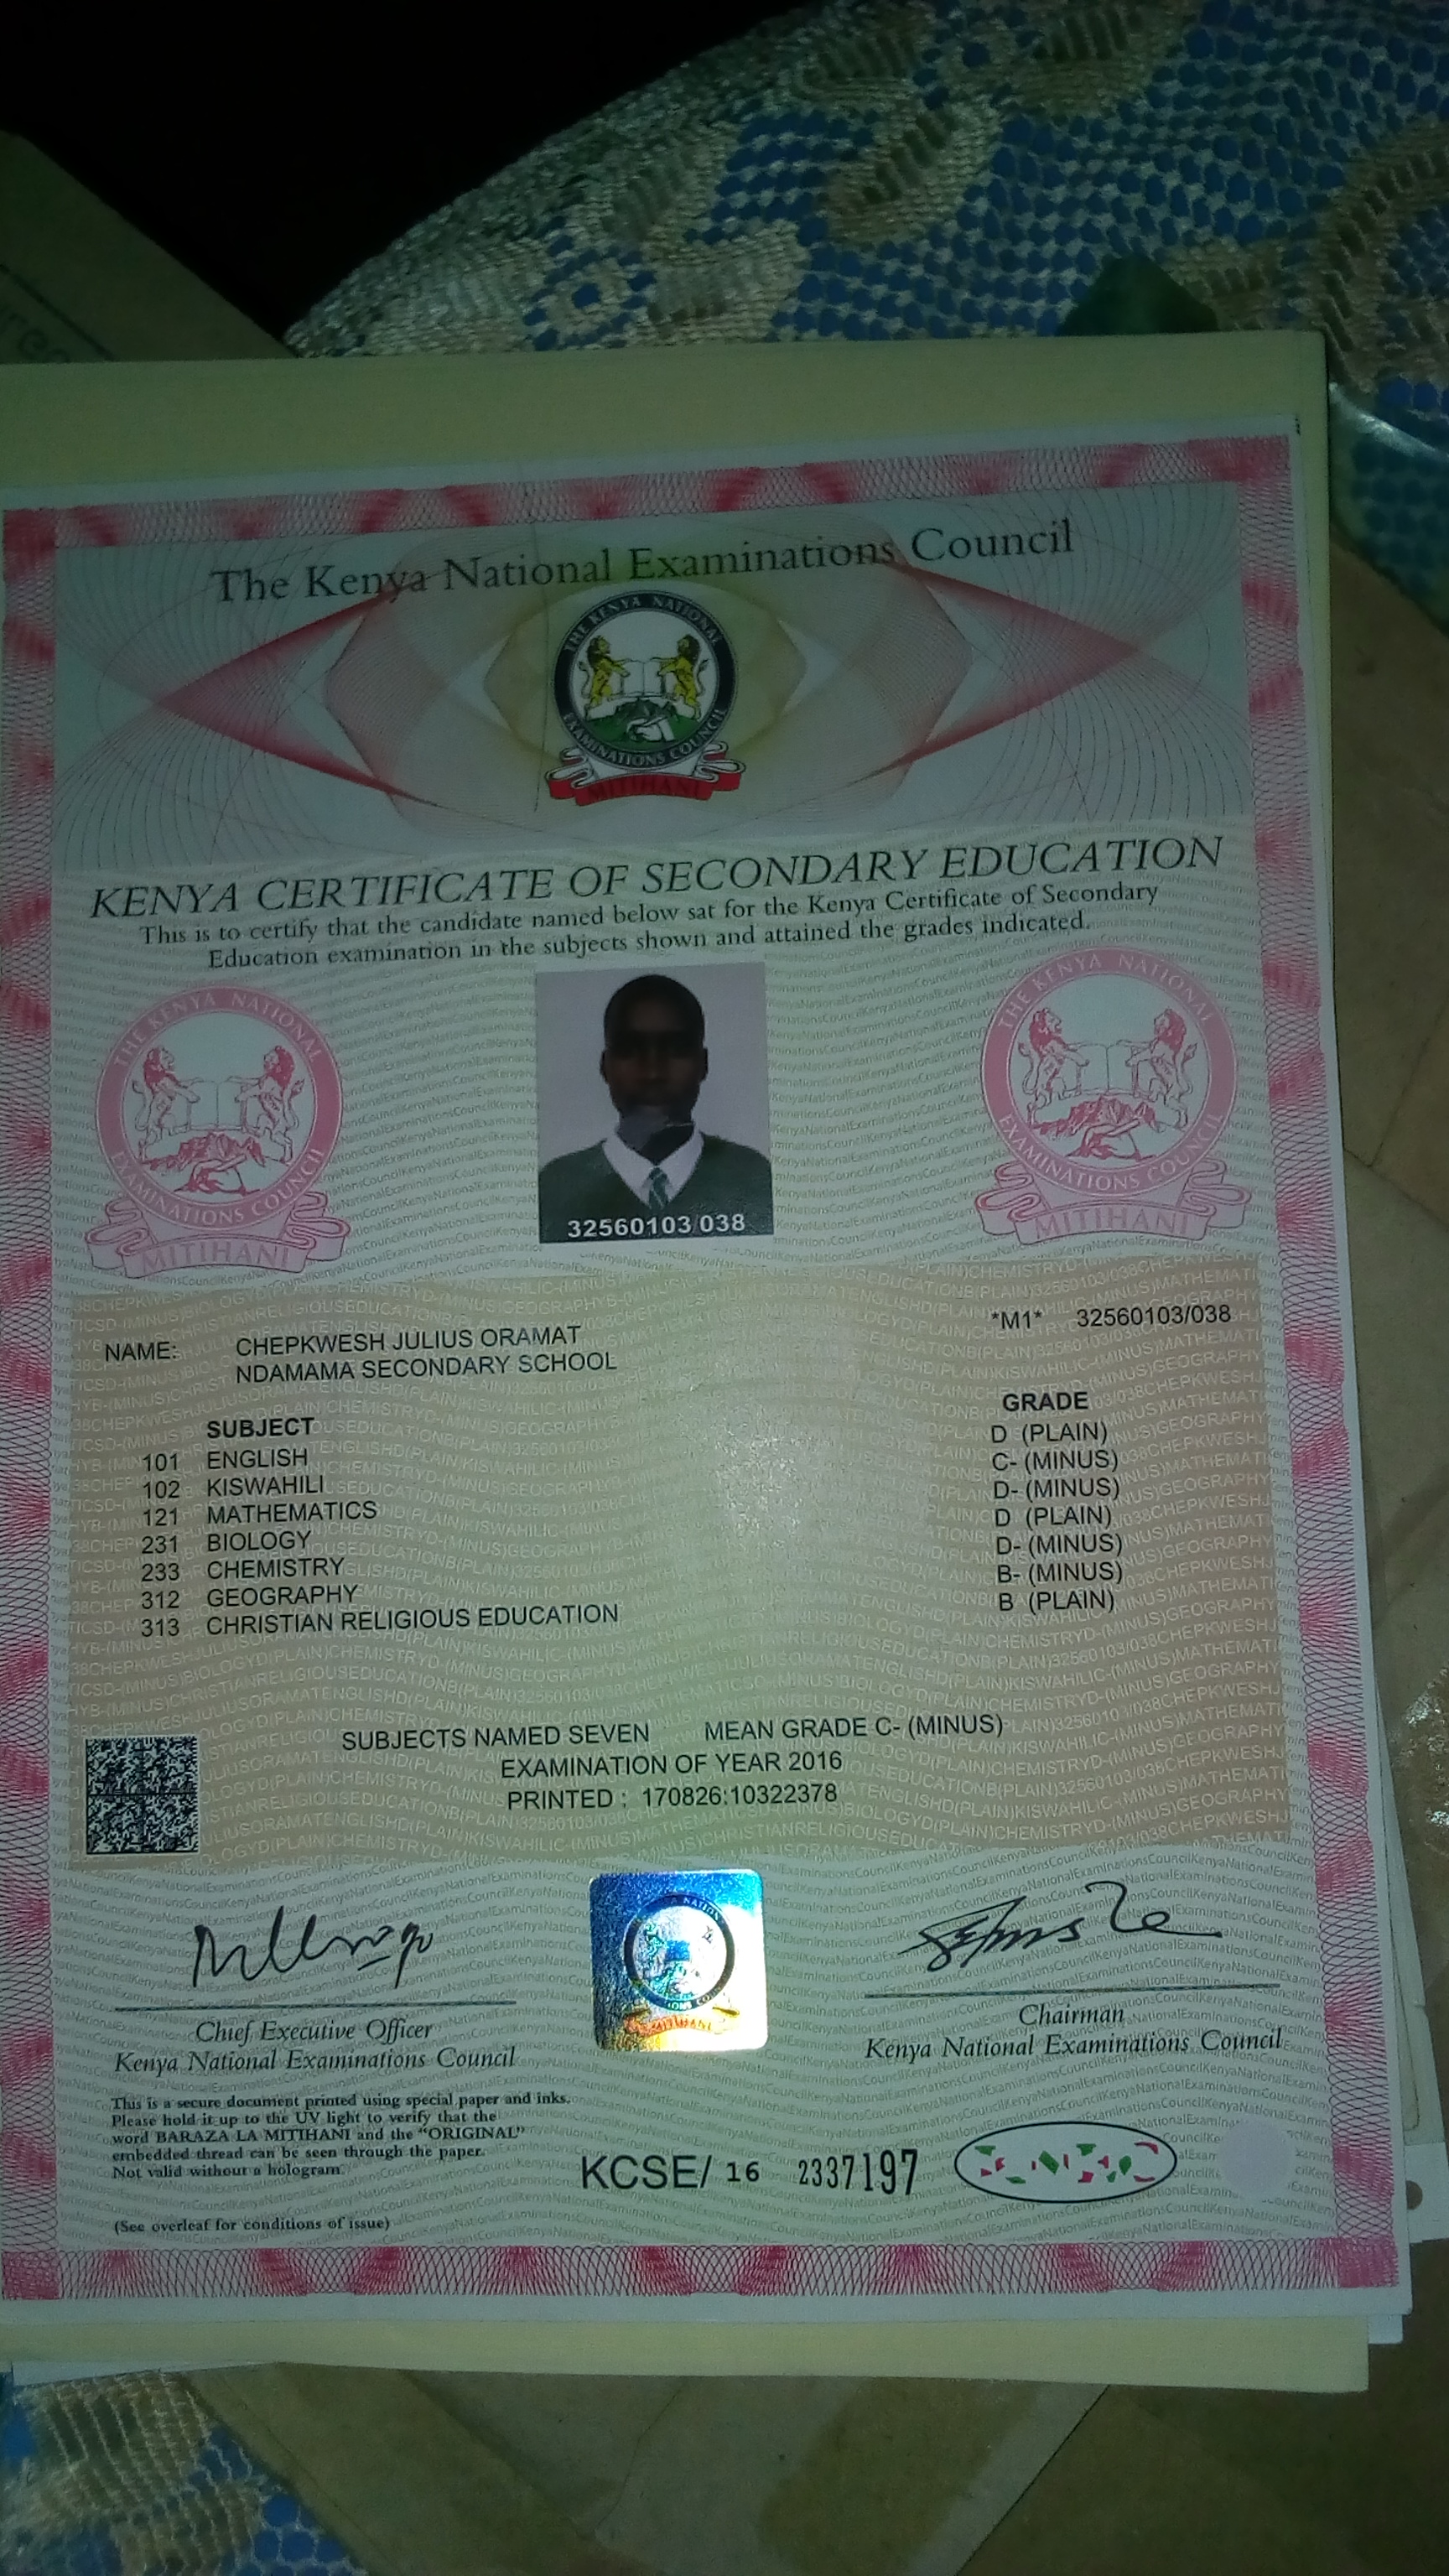 The Kenya National Examinations Council
THE KENYA NATIONAL
EXAMINATIONS COUNCIL
MITIHANI
KENYA CERTIFICATE OF SECONDARY EDUCATION
This is to certify that the candidate named below sat for the Kenya Certificate of Secondary
Education examination in the subjects shown and attained the grades indicated.
THE KENYA NATIONAL
EXAMINATIONS COUNCIL
MITIHANI
32560103 038
THE KENYA NATIONAL
EXAMINATIONS COUNCIL
MITIHANI
*M1* 32560103/038
NAME: CHEPKWESH JULIUS ORAMAT
NDAMAMA SECONDARY SCHOOL
SUBJECT GRADE
101 ENGLISH D (PLAIN)
102 KISWAHILI C- (MINUS)
121 MATHEMATICS D- (MINUS)
231 BIOLOGY D (PLAIN)
233 CHEMISTRY D- (MINUS)
312 GEOGRAPHY B- (MINUS)
313 CHRISTIAN RELIGIOUS EDUCATION B (PLAIN)
SUBJECTS NAMED SEVEN MEAN GRADE C- (MINUS)
EXAMINATION OF YEAR 2016
PRINTED : 170826:10322378
Chief Executive Officer
Kenya National Examinations Council
MITIHANI
Chairman
Kenya National Examinations Council
This is a secure document printed using special paper and inks.
Please hold it up to the UV light to verify that the
word BARAZA LA MITIHANI and the "ORIGINAL"
embedded thread can be seen through the paper.
Not valid without a hologram.
KCSE/ 16 2337197
(See overleaf for conditions of issue)